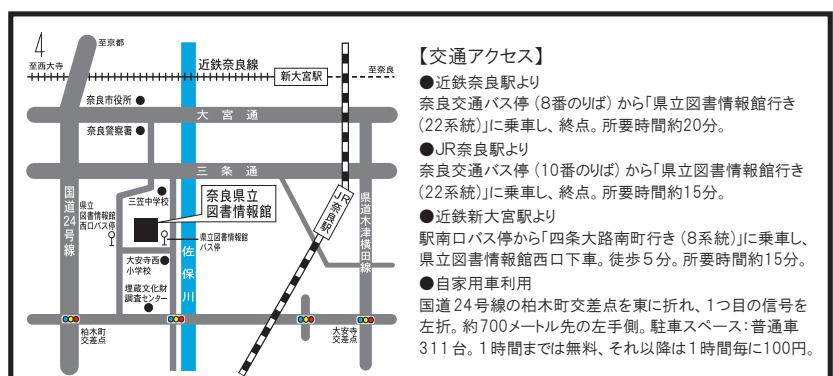 4
至京都
至西大寺
近鉄奈良線
新大宮駅
至奈良
奈良市役所
大宮通
奈良警察署
三条通
国道24号線
三笠中学校
奈良県立
図書情報館
県立
図書情報館
西口バス停
県立図書情報館
バス停
JR奈良駅
県道木津横田線
大安寺西
小学校
佐保川
埋蔵文化財
調査センター
柏木町
交差点
大安寺
交差点
【交通アクセス】
●近鉄奈良駅より
奈良交通バス停(8番のりば)から「県立図書情報館行き
(22系統)」に乗車し、終点。所要時間約20分。
●JR奈良駅より
奈良交通バス停(10番のりば)から「県立図書情報館行き
(22系統)」に乗車し、終点。所要時間約15分。
●近鉄新大宮駅より
駅南口バス停から「四条大路南町行き(8系統)」に乗車し、
県立図書情報館西口下車。徒歩5分。所要時間約15分。
●自家用車利用
国道24号線の柏木町交差点を東に折れ、1つ目の信号を
左折。約700メートル先の左手側。駐車スペース:普通車
311台。1時間までは無料、それ以降は1時間毎に100円。